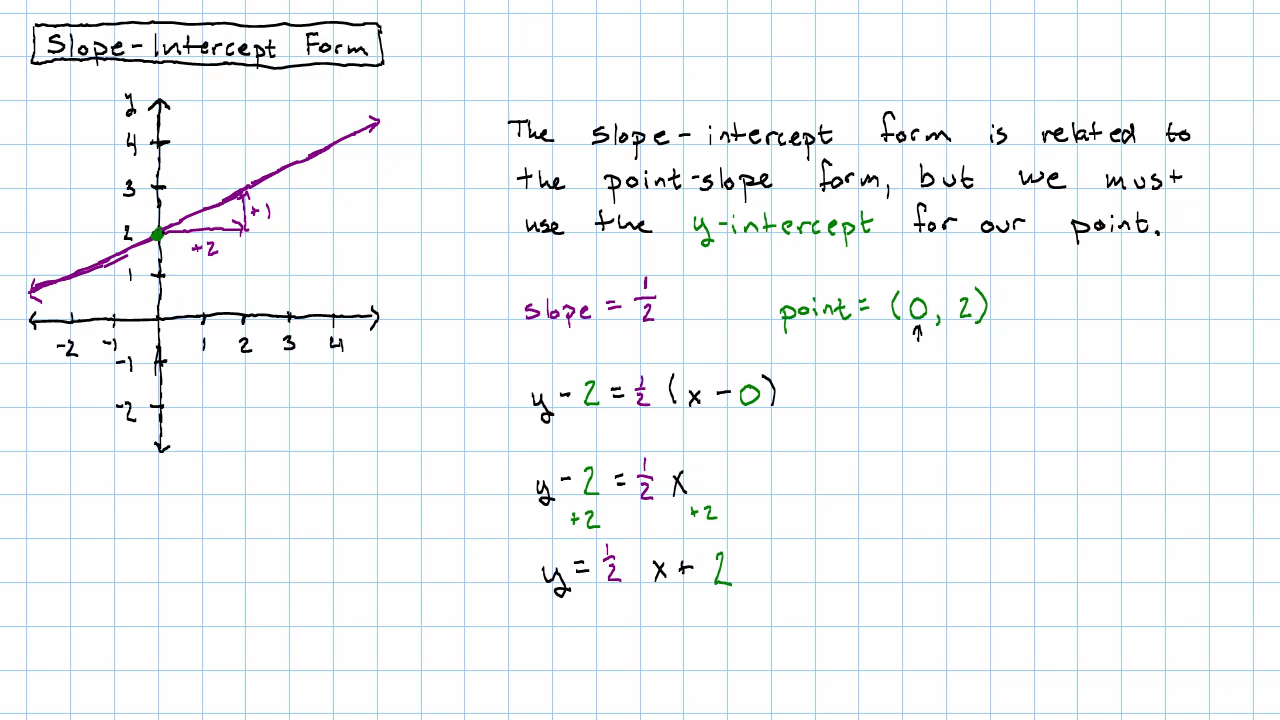 Slope-Intercept Form
y
4
3
2
1
+1
+2
-2 -1 1 2 3 4
-1
-2
The slope-intercept form is related to
the point-slope form, but we must
use the y-intercept for our point.
slope = 1/2 point = (0, 2)
y - 2 = 1/2 (x - 0)
y - 2 = 1/2 x
+2 +2
y = 1/2 x + 2